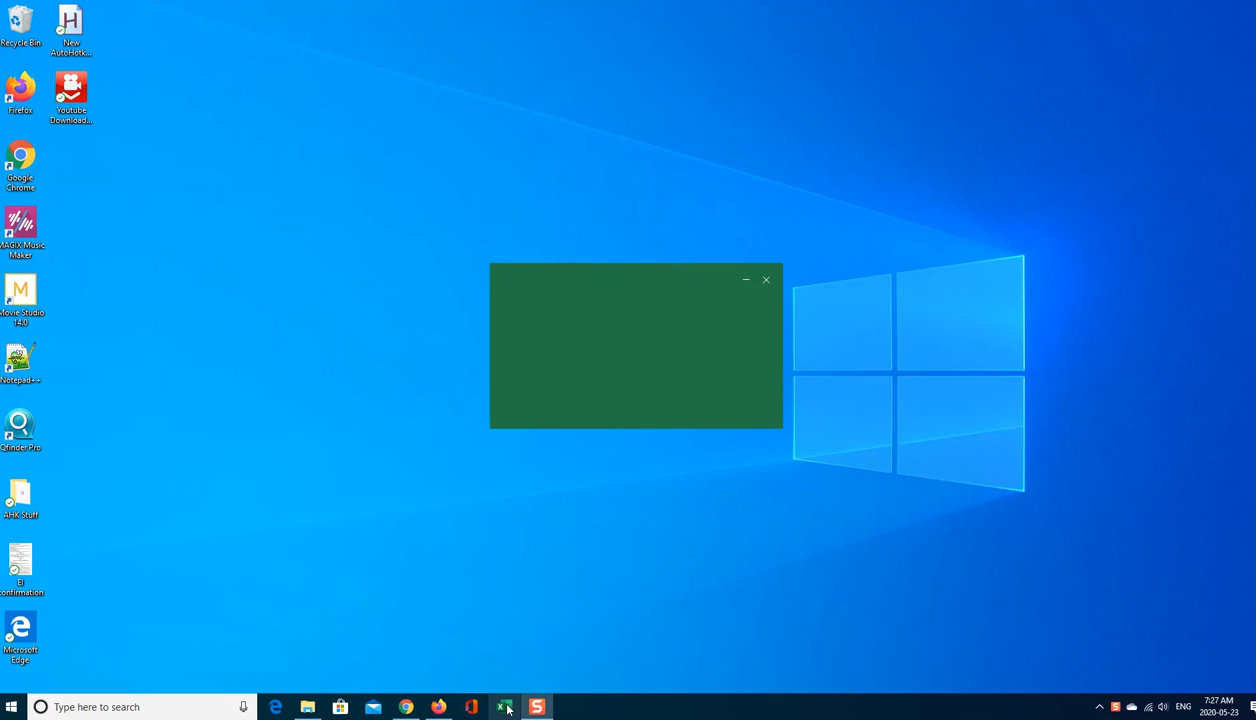 Recycle Bin
New
AutoHotk...
Firefox
Youtube
Download...
Google
Chrome
MAGIX Music
Maker
M
Movie Studio
14.0
Notepad++
Qfinder Pro
AHK Stuff
EI
confirmation
Microsoft
Edge
Type here to search
ENG
7:27 AM
2020-05-23